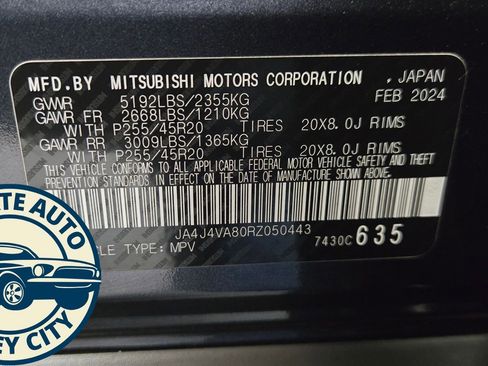 MFD.BY MITSUBISHI MOTORS CORPORATION , JAPAN
GVWR 5192LBS/2355KG FEB 2024
GAWR FR 2668LBS/1210KG
WITH P255/45R20 TIRES 20X8.0J RIMS
GAWR RR 3009LBS/1365KG
WITH P255/45R20 TIRES 20X8.0J RIMS
THIS VEHICLE CONFORMS TO ALL APPLICABLE FEDERAL MOTOR VEHICLE SAFETY AND THEFT
PREVENTION STANDARDS IN EFFECT ON THE DATE OF MANUFACTURE SHOWN ABOVE.
JA4J4VA80RZ050443
7430C 635
LE TYPE: MPV
TE AUTO
EY CITY